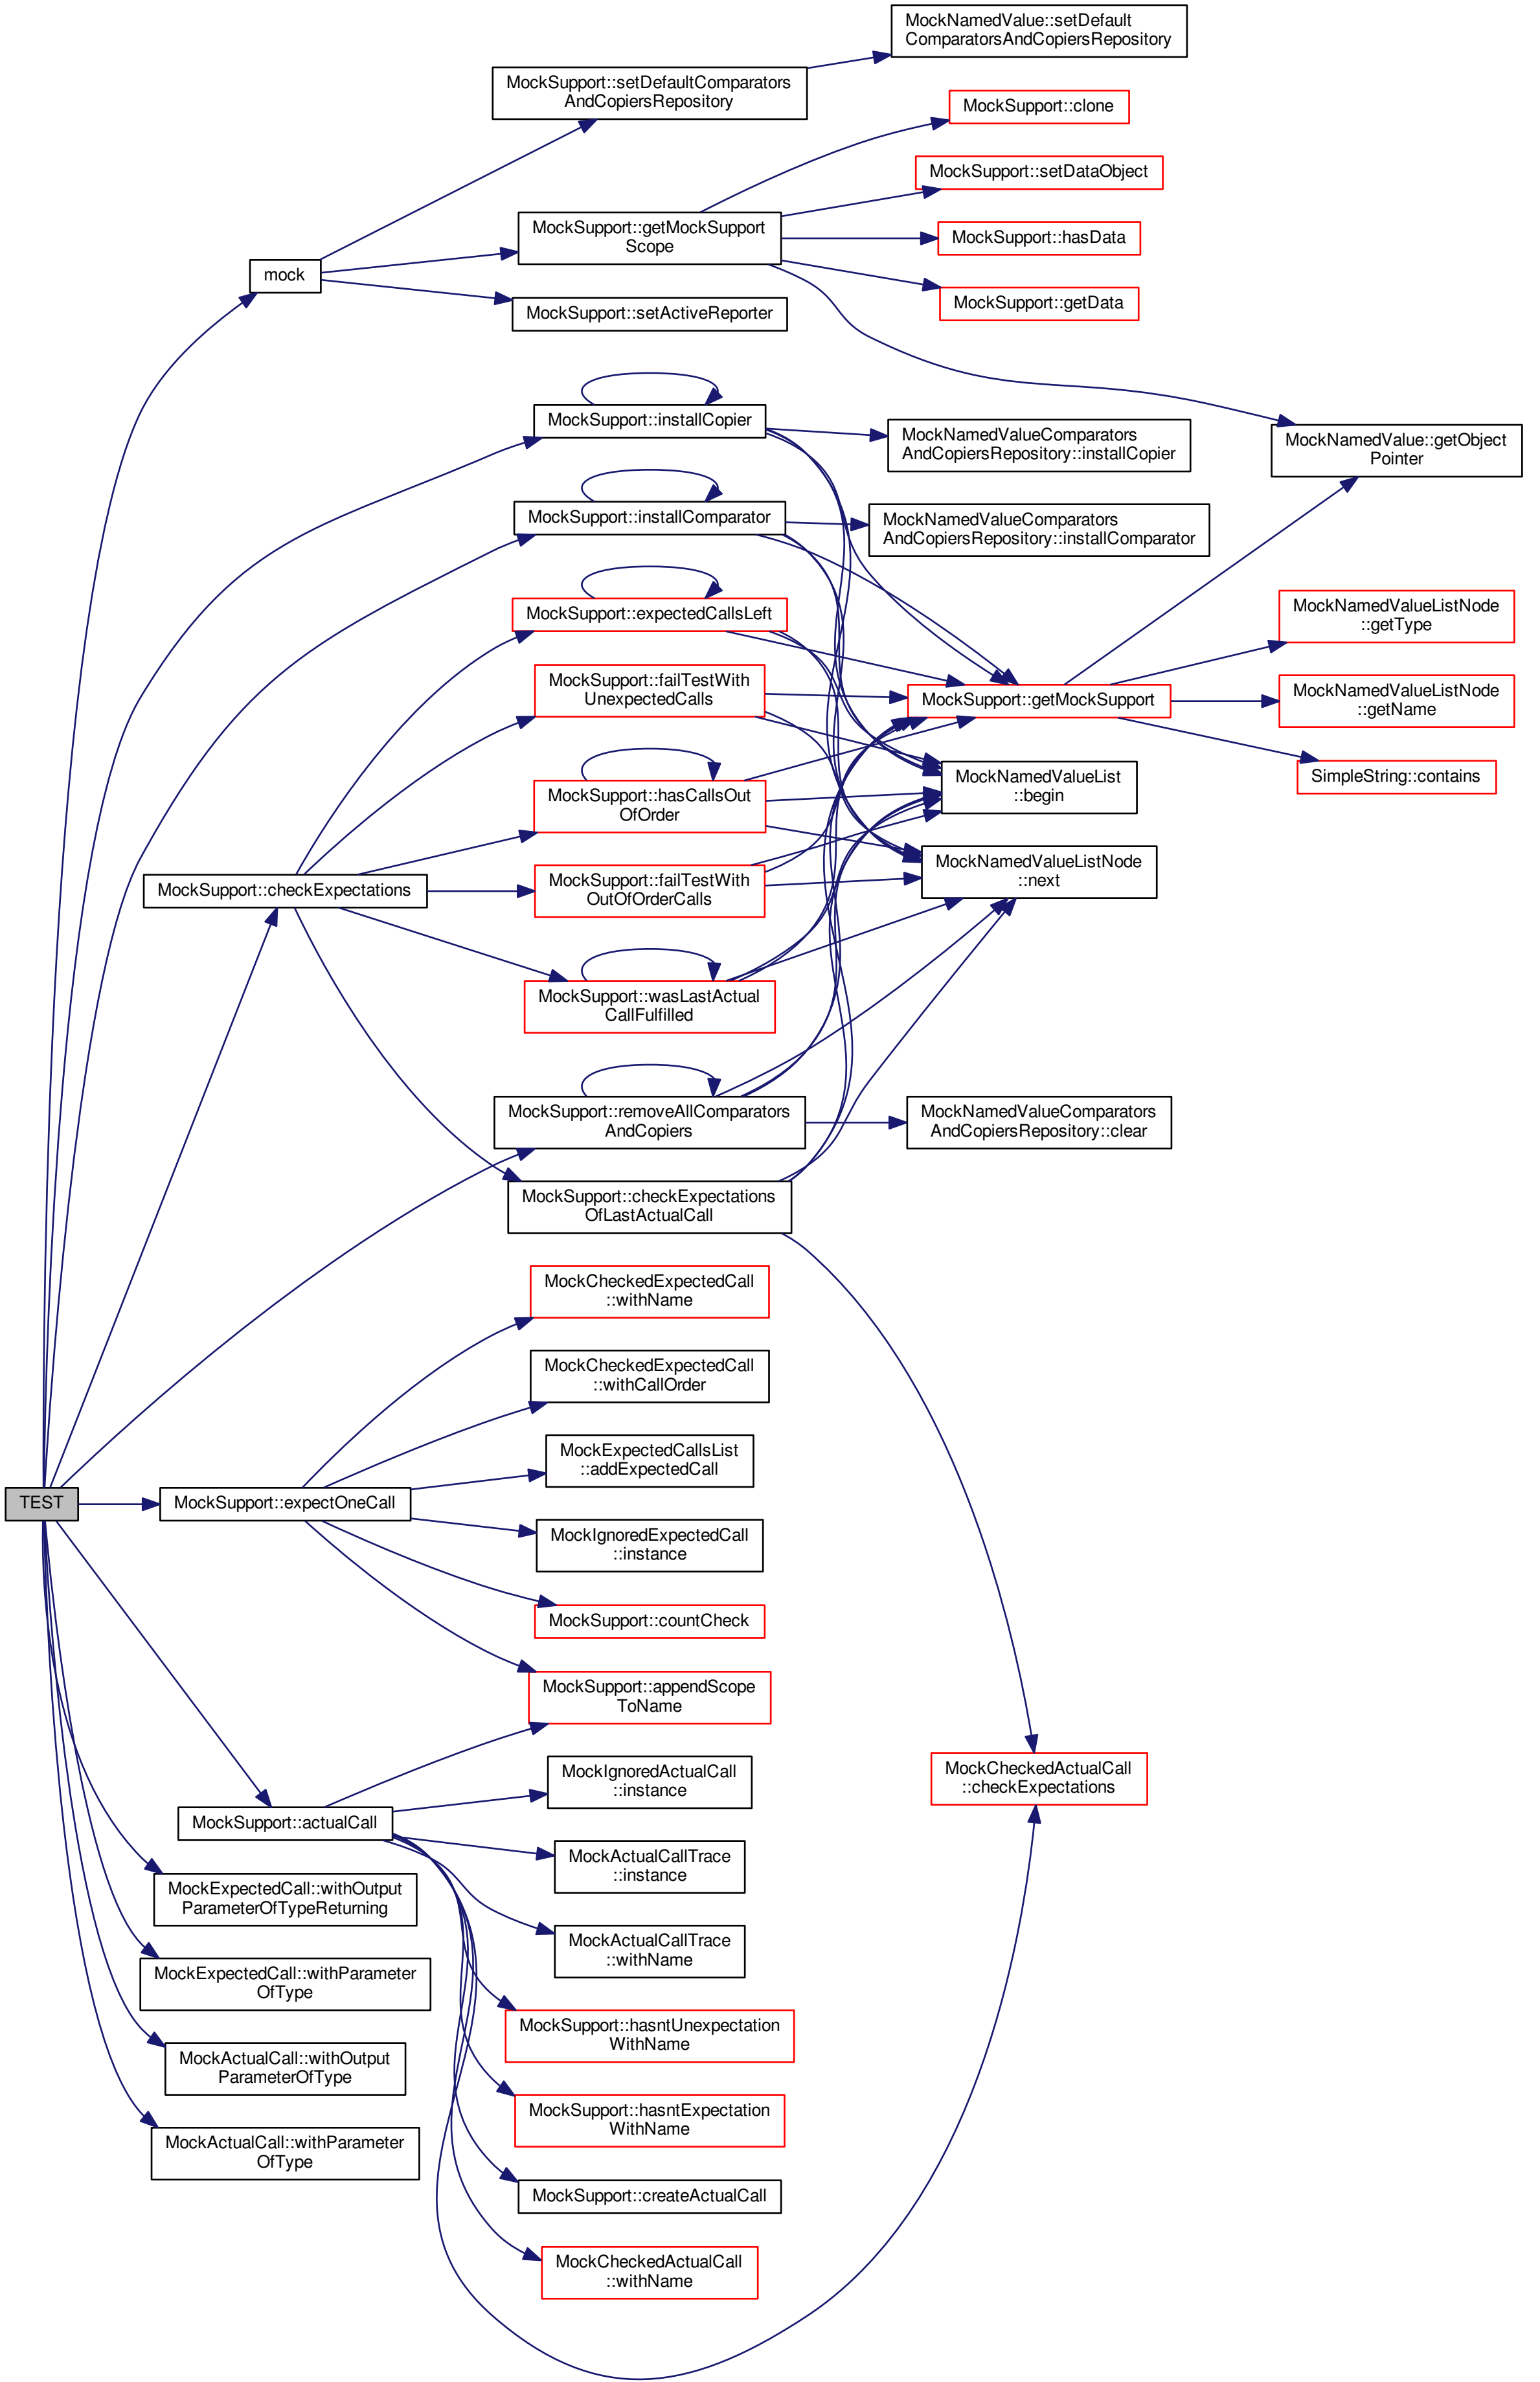 MockNamedValue::setDefault
ComparatorsAndCopiersRepository
MockSupport::setDefaultComparators
AndCopiersRepository
MockSupport::clone
MockSupport::setDataObject
MockSupport::getMockSupport
Scope
MockSupport::hasData
mock
MockSupport::getData
MockSupport::setActiveReporter
MockSupport::installCopier
MockNamedValueComparators
AndCopiersRepository::installCopier
MockNamedValue::getObject
Pointer
MockSupport::installComparator
MockNamedValueComparators
AndCopiersRepository::installComparator
MockSupport::expectedCallsLeft
MockNamedValueListNode
::getType
MockSupport::failTestWith
UnexpectedCalls
MockSupport::getMockSupport
MockNamedValueListNode
::getName
SimpleString::contains
MockSupport::hasCallsOut
OfOrder
MockNamedValueList
::begin
MockSupport::checkExpectations
MockSupport::failTestWith
OutOfOrderCalls
MockNamedValueListNode
::next
MockSupport::wasLastActual
CallFulfilled
MockSupport::removeAllComparators
AndCopiers
MockNamedValueComparators
AndCopiersRepository::clear
MockSupport::checkExpectations
OfLastActualCall
MockCheckedExpectedCall
::withName
MockCheckedExpectedCall
::withCallOrder
MockExpectedCallsList
::addExpectedCall
TEST
MockSupport::expectOneCall
MockIgnoredExpectedCall
::instance
MockSupport::countCheck
MockSupport::appendScope
ToName
MockIgnoredActualCall
::instance
MockCheckedActualCall
::checkExpectations
MockSupport::actualCall
MockActualCallTrace
::instance
MockExpectedCall::withOutput
ParameterOfTypeReturning
MockActualCallTrace
::withName
MockExpectedCall::withParameter
OfType
MockSupport::hasntUnexpectation
WithName
MockActualCall::withOutput
ParameterOfType
MockSupport::hasntExpectation
WithName
MockActualCall::withParameter
OfType
MockSupport::createActualCall
MockCheckedActualCall
::withName